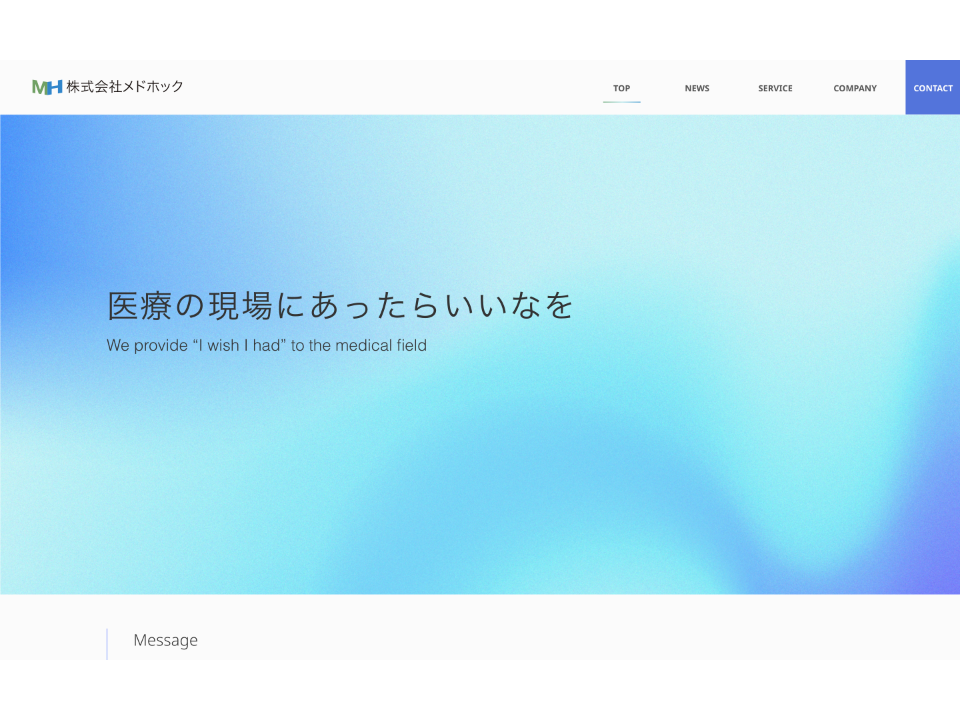 MH 株式会社メドホック
TOP
NEWS
SERVICE
COMPANY
CONTACT
医療の現場にあったらいいなを
We provide “I wish I had” to the medical field
Message